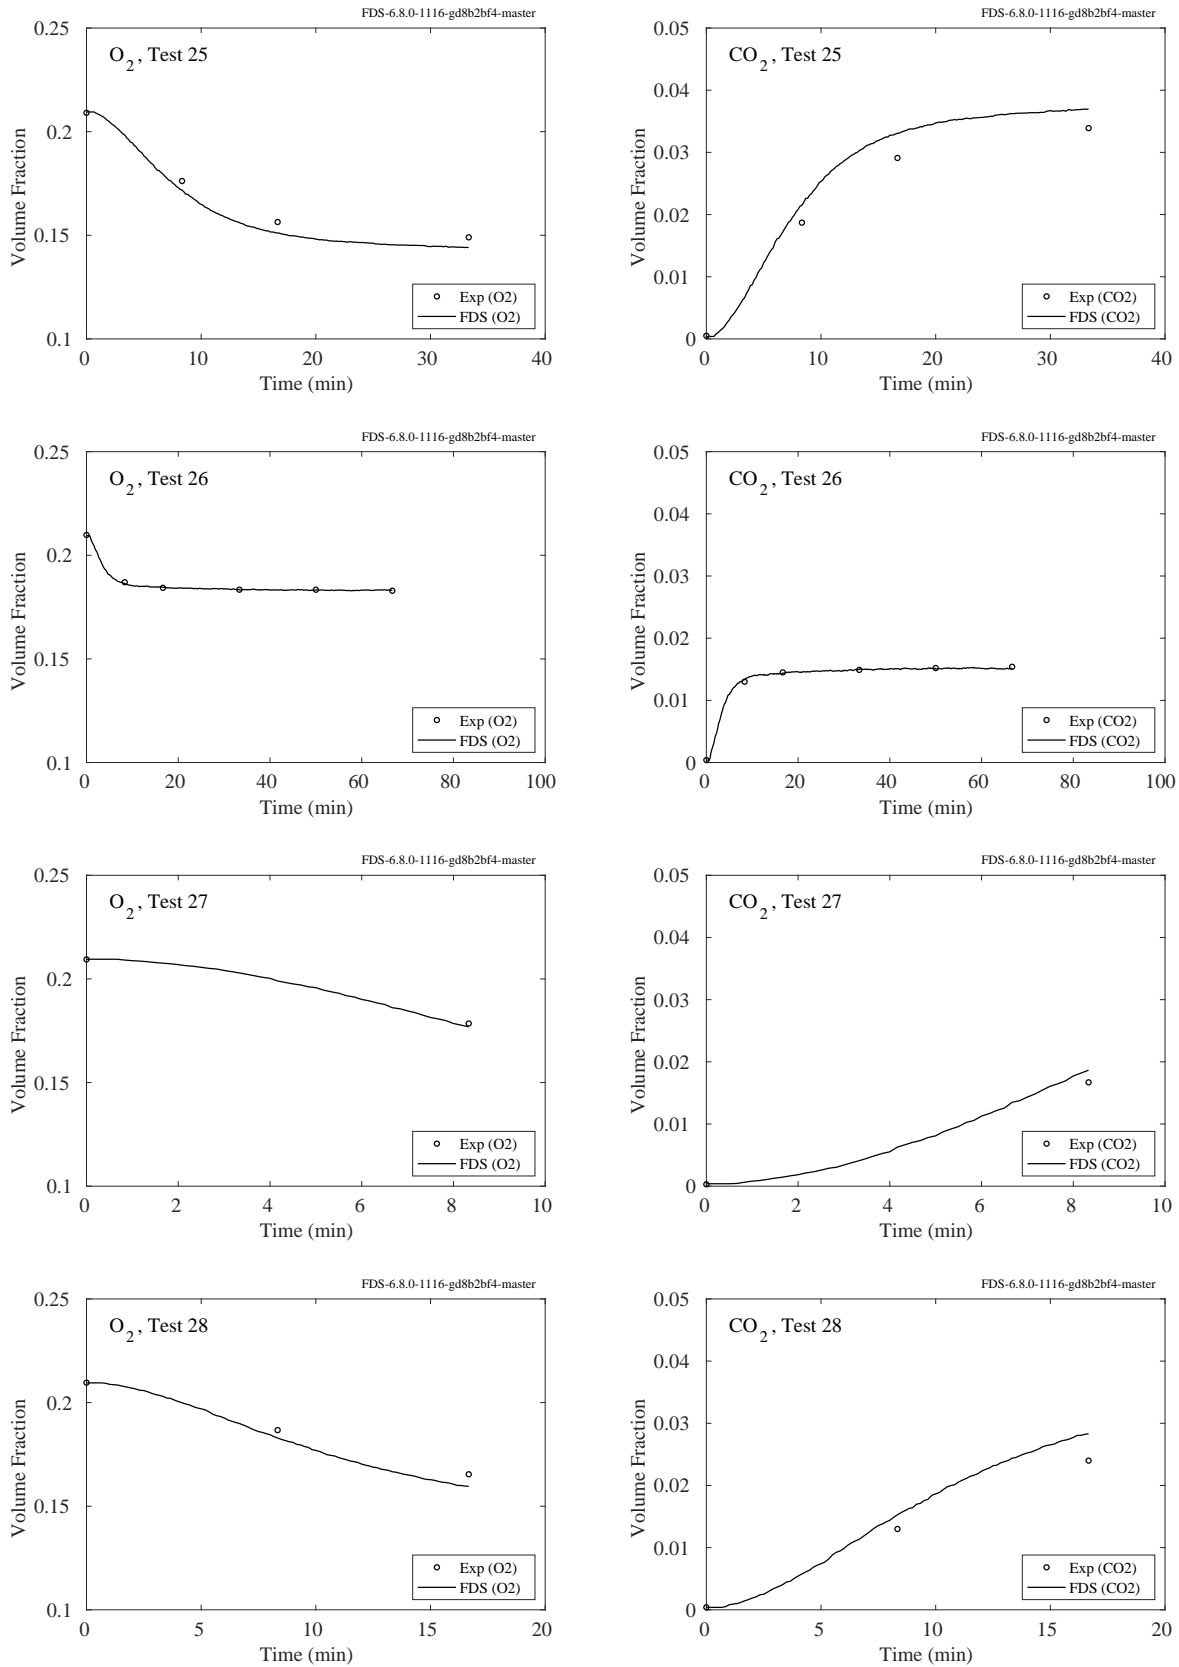 FDS-6.8.0-1116-gd8b2bf4-master
O2, Test 25
Volume Fraction
0.25
0.2
0.15
0.1
0 10 20 30 40
Time (min)
Exp (O2)
FDS (O2)
FDS-6.8.0-1116-gd8b2bf4-master
CO2, Test 25
Volume Fraction
0.05
0.04
0.03
0.02
0.01
0
0 10 20 30 40
Time (min)
Exp (CO2)
FDS (CO2)
FDS-6.8.0-1116-gd8b2bf4-master
O2, Test 26
Volume Fraction
0.25
0.2
0.15
0.1
0 20 40 60 80 100
Time (min)
Exp (O2)
FDS (O2)
FDS-6.8.0-1116-gd8b2bf4-master
CO2, Test 26
Volume Fraction
0.05
0.04
0.03
0.02
0.01
0
0 20 40 60 80 100
Time (min)
Exp (CO2)
FDS (CO2)
FDS-6.8.0-1116-gd8b2bf4-master
O2, Test 27
Volume Fraction
0.25
0.2
0.15
0.1
0 2 4 6 8 10
Time (min)
Exp (O2)
FDS (O2)
FDS-6.8.0-1116-gd8b2bf4-master
CO2, Test 27
Volume Fraction
0.05
0.04
0.03
0.02
0.01
0
0 2 4 6 8 10
Time (min)
Exp (CO2)
FDS (CO2)
FDS-6.8.0-1116-gd8b2bf4-master
O2, Test 28
Volume Fraction
0.25
0.2
0.15
0.1
0 5 10 15 20
Time (min)
Exp (O2)
FDS (O2)
FDS-6.8.0-1116-gd8b2bf4-master
CO2, Test 28
Volume Fraction
0.05
0.04
0.03
0.02
0.01
0
0 5 10 15 20
Time (min)
Exp (CO2)
FDS (CO2)